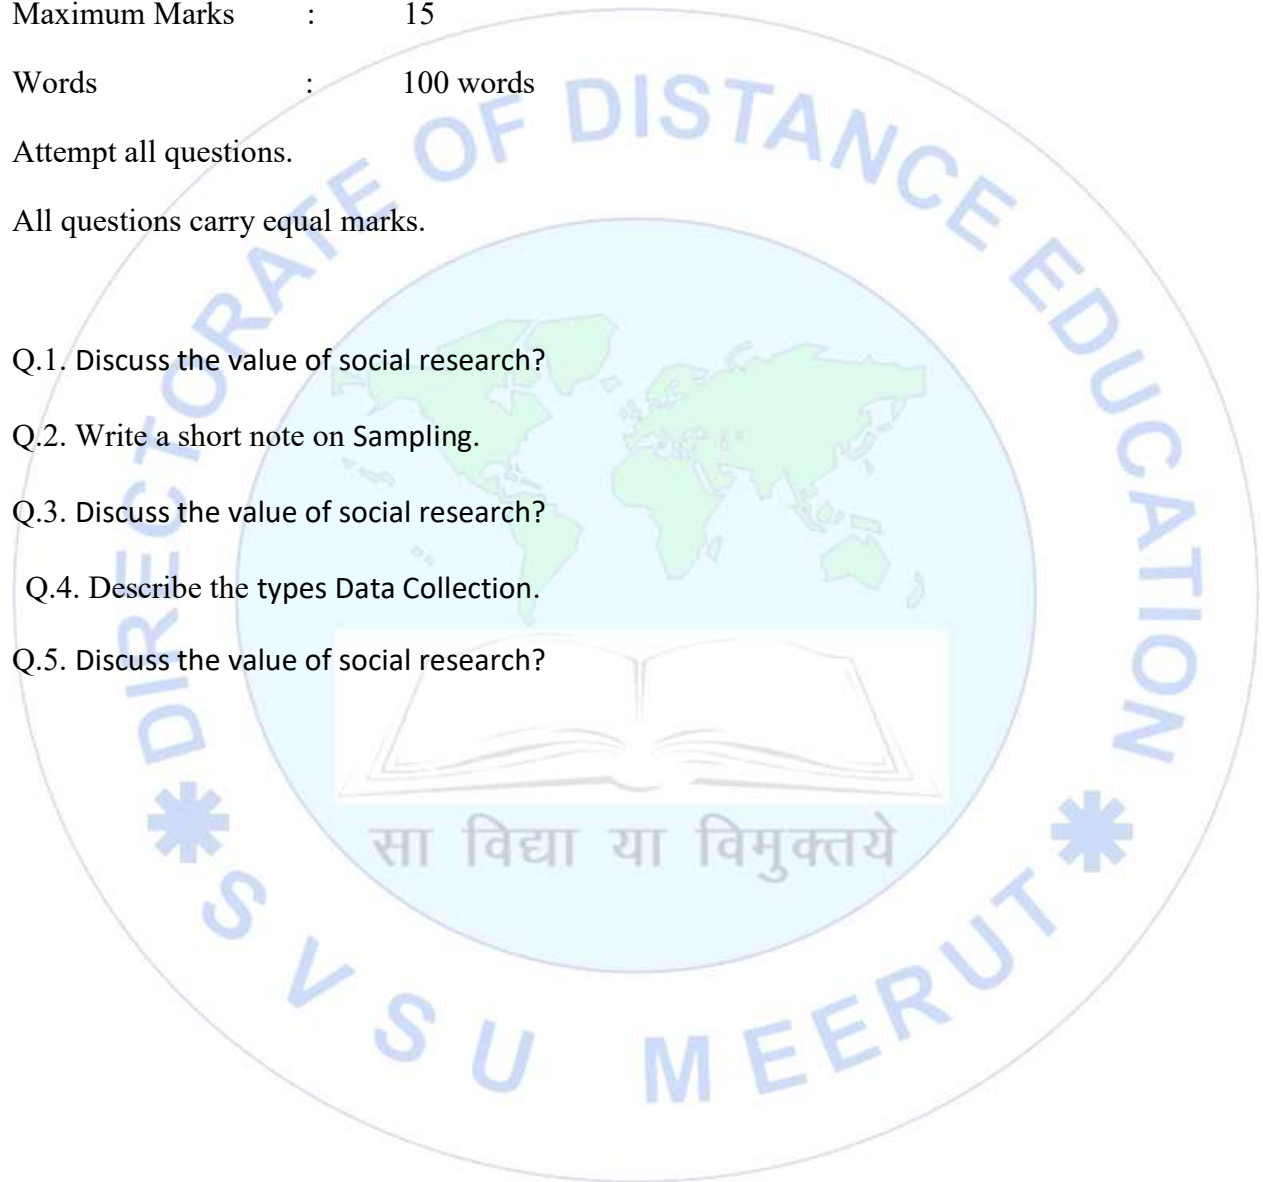 Maximum Marks : 15
Words : 100 words
Attempt all questions.
All questions carry equal marks.
Q.1. Discuss the value of social research?
Q.2. Write a short note on Sampling.
Q.3. Discuss the value of social research?
Q.4. Describe the types Data Collection.
Q.5. Discuss the value of social research?
DIRECTORATE OF DISTANCE EDUCATION
सा विद्या या विमुक्तये
S V S U MEERUT